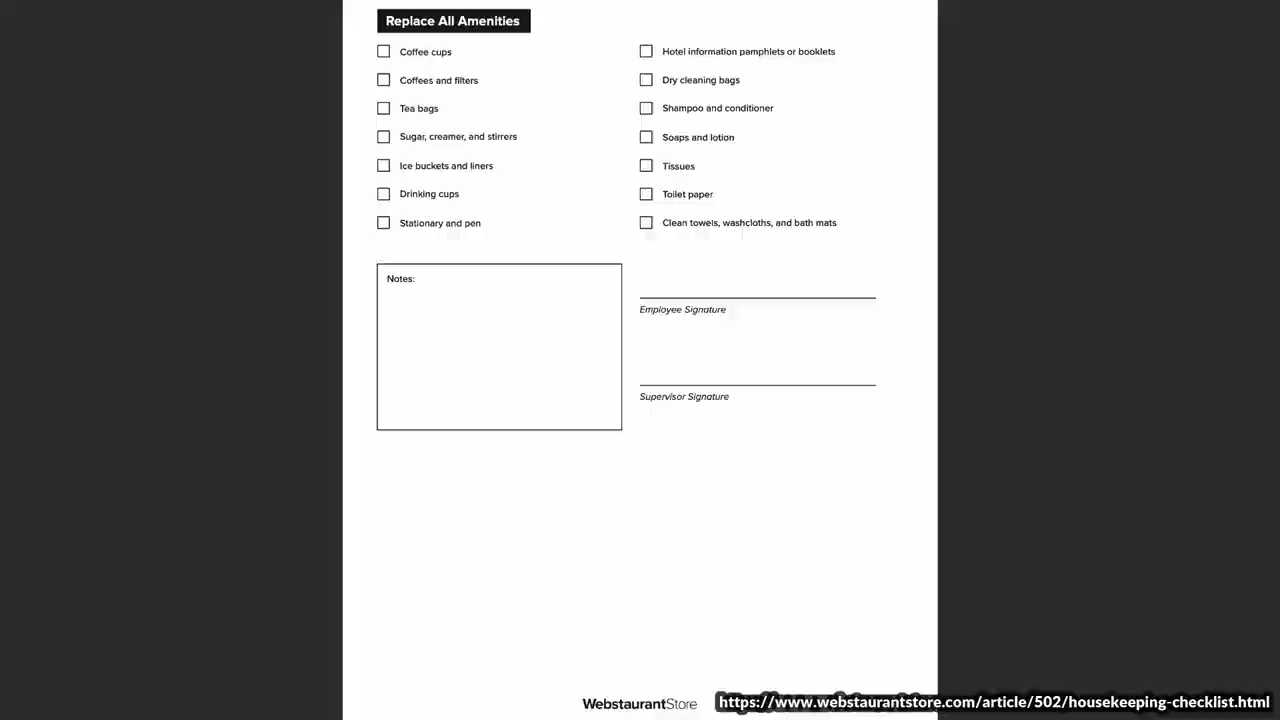 Replace All Amenities
Coffee cups
Coffees and filters
Tea bags
Sugar, creamer, and stirrers
Ice buckets and liners
Drinking cups
Stationary and pen
Hotel information pamphlets or booklets
Dry cleaning bags
Shampoo and conditioner
Soaps and lotion
Tissues
Toilet paper
Clean towels, washcloths, and bath mats
Notes:
Employee Signature
Supervisor Signature
WebstaurantStore
https://www.webstaurantstore.com/article/502/housekeeping-checklist.html